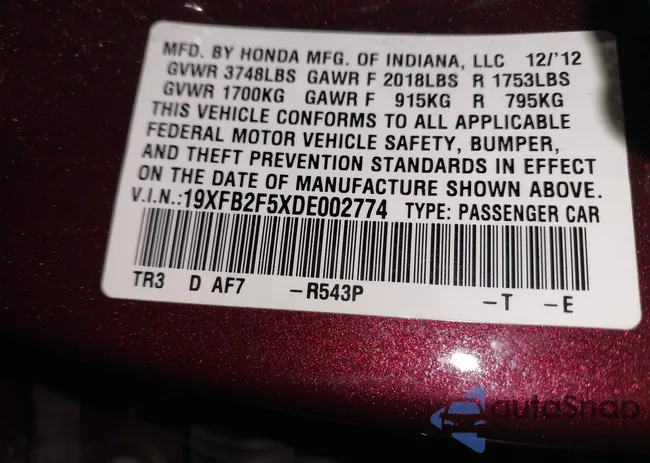 MFD. BY HONDA MFG. OF INDIANA, LLC 12/'12
GVWR 3748LBS GAWR F 2018LBS R 1753LBS
GVWR 1700KG GAWR F 915KG R 795KG
THIS VEHICLE CONFORMS TO ALL APPLICABLE
FEDERAL MOTOR VEHICLE SAFETY, BUMPER,
AND THEFT PREVENTION STANDARDS IN EFFECT
ON THE DATE OF MANUFACTURE SHOWN ABOVE.
V.I.N.:19XFB2F5XDE002774 TYPE: PASSENGER CAR
TR3 D AF7 -R543P -T -E
autoSnap